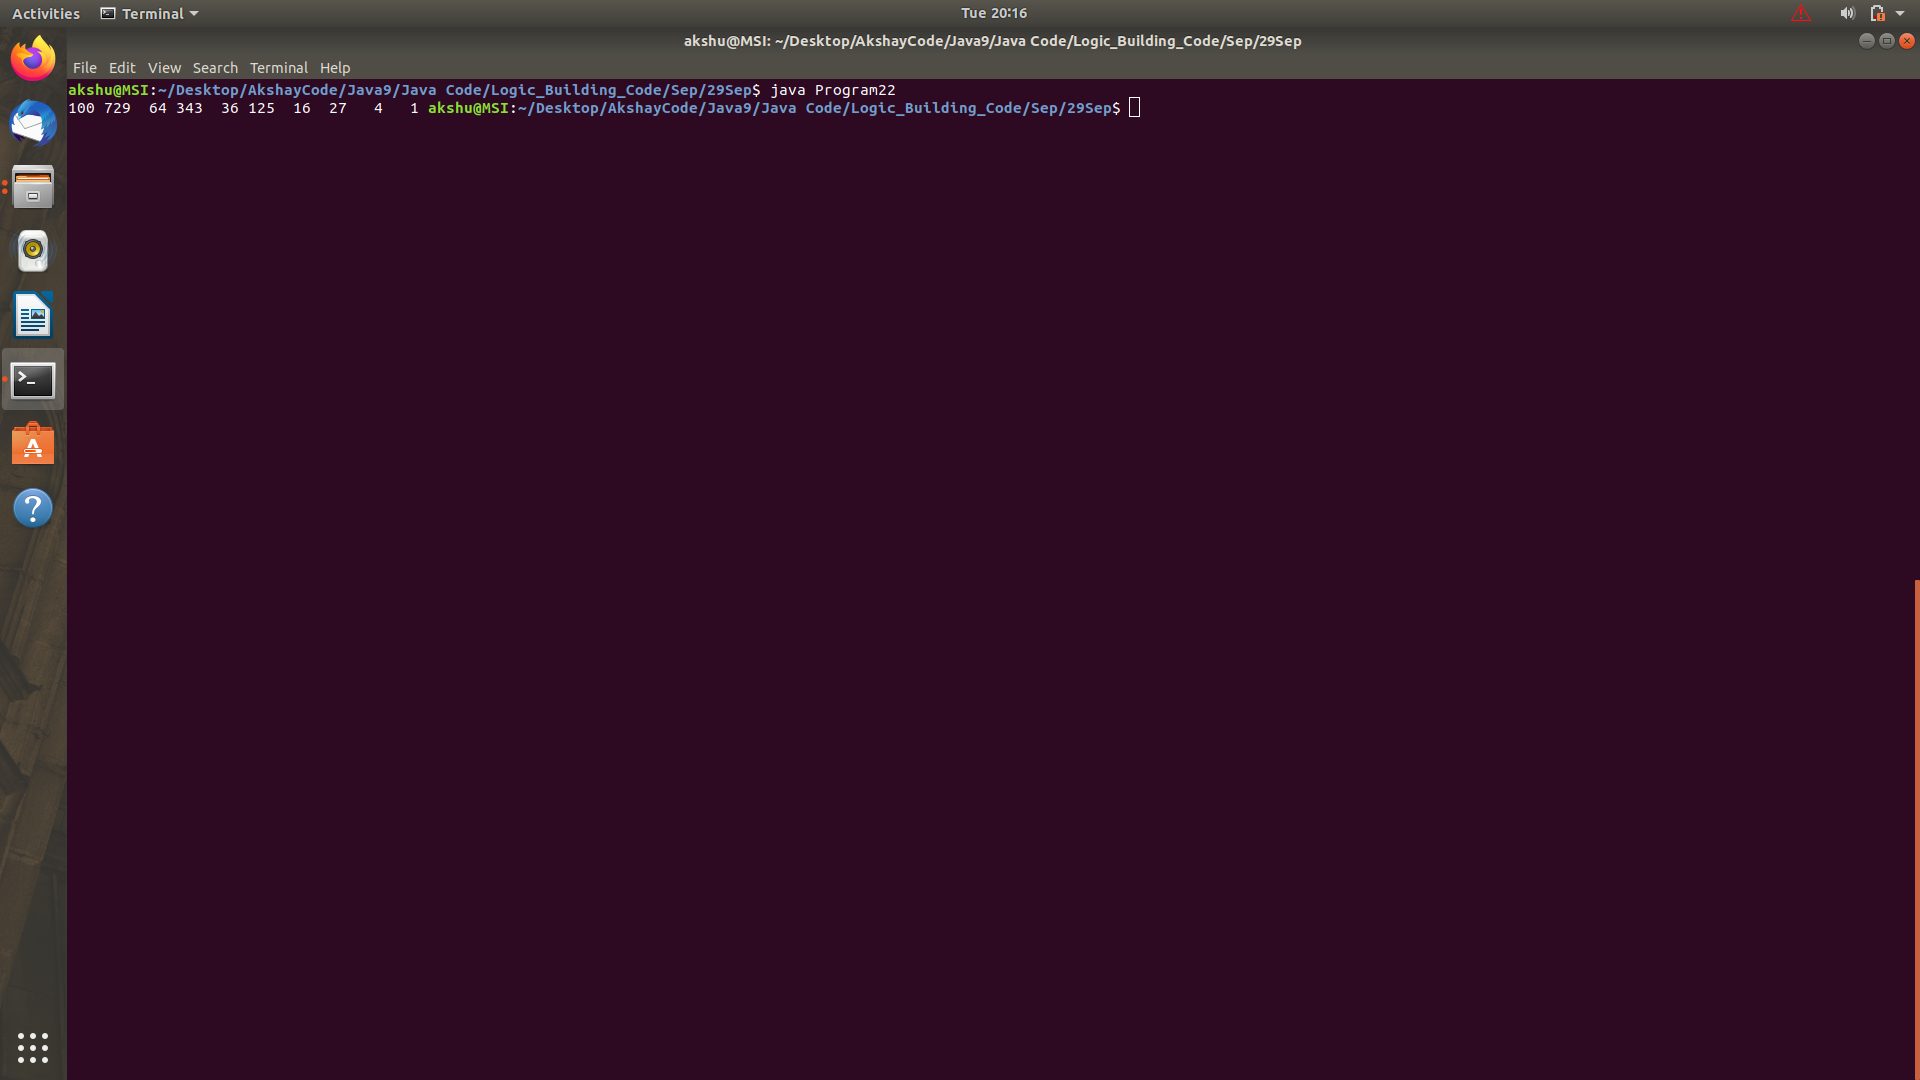 Activities Terminal Tue 20:16
akshu@MSI: ~/Desktop/AkshayCode/Java9/Java Code/Logic_Building_Code/Sep/29Sep
File Edit View Search Terminal Help
akshu@MSI:~/Desktop/AkshayCode/Java9/Java Code/Logic_Building_Code/Sep/29Sep$ java Program22
100 729  64 343  36 125  16  27   4   1 akshu@MSI:~/Desktop/AkshayCode/Java9/Java Code/Logic_Building_Code/Sep/29Sep$